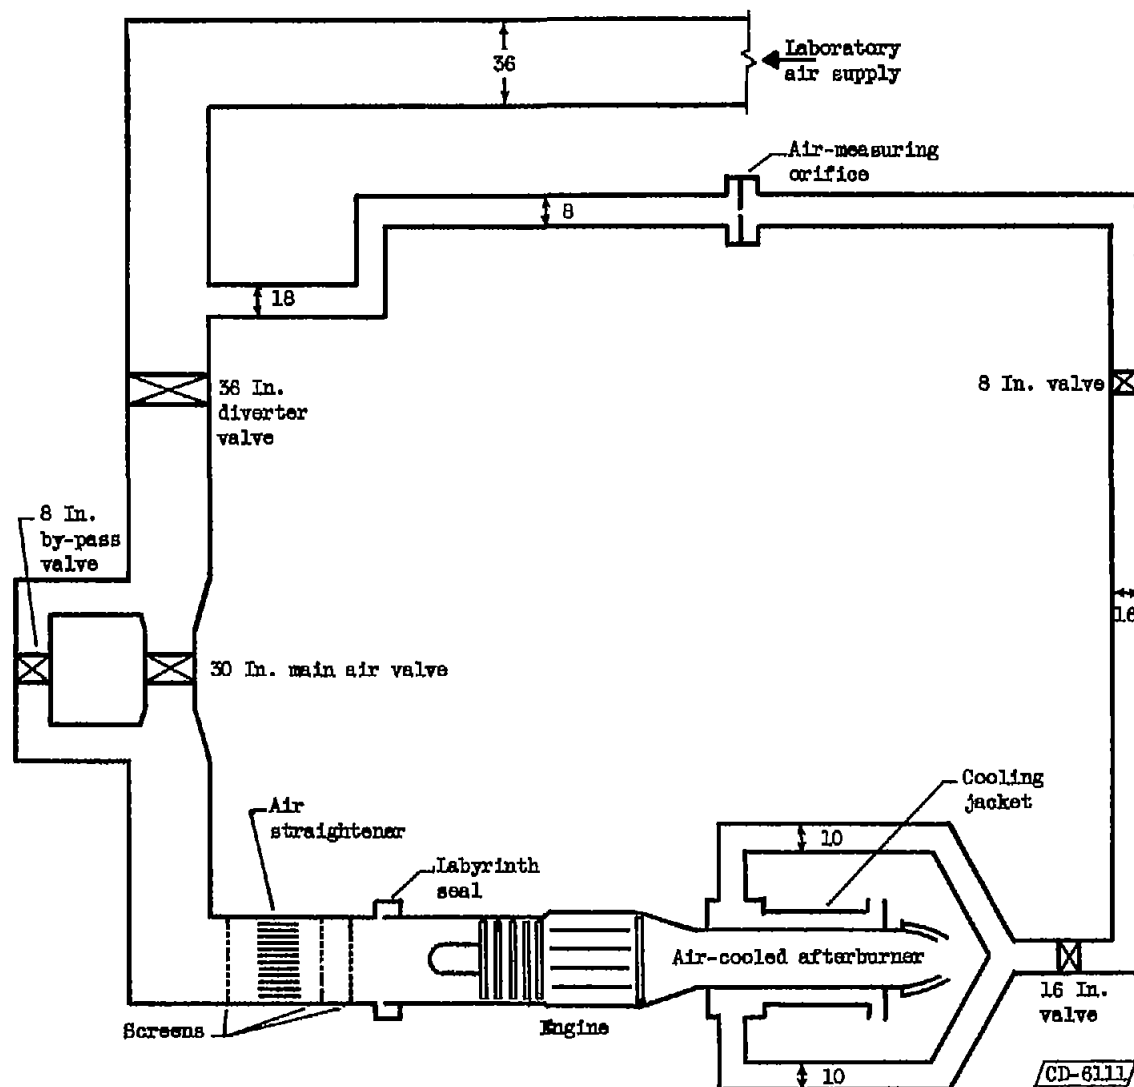 36
Laboratory
air supply
Air-measuring
orifice
8
18
36 In.
diverter
valve
8 In. valve
8 In.
by-pass
valve
16
30 In. main air valve
Cooling
jacket
Air
straightener
10
Labyrinth
seal
Air-cooled afterburner
Screens
Engine
16 In.
valve
10
CD-6111